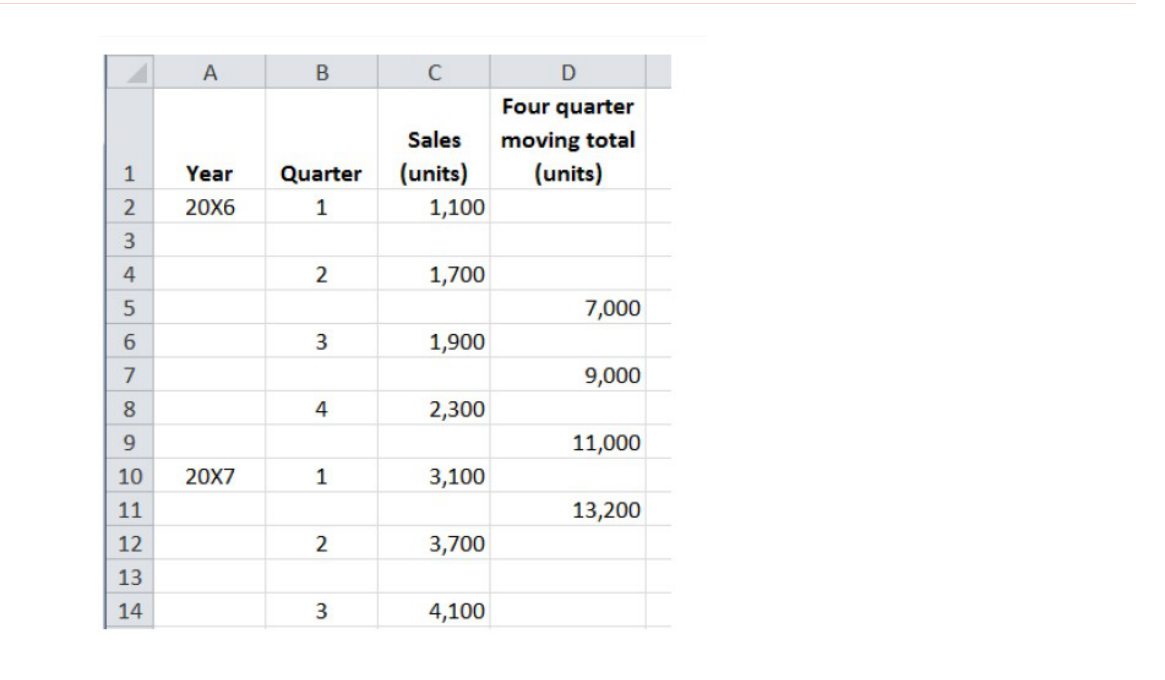 A B C D
1 Year Quarter Sales (units) Four quarter moving total (units)
2 20X6 1 1,100
3
4 2 1,700
5 7,000
6 3 1,900
7 9,000
8 4 2,300
9 11,000
10 20X7 1 3,100
11 13,200
12 2 3,700
13
14 3 4,100